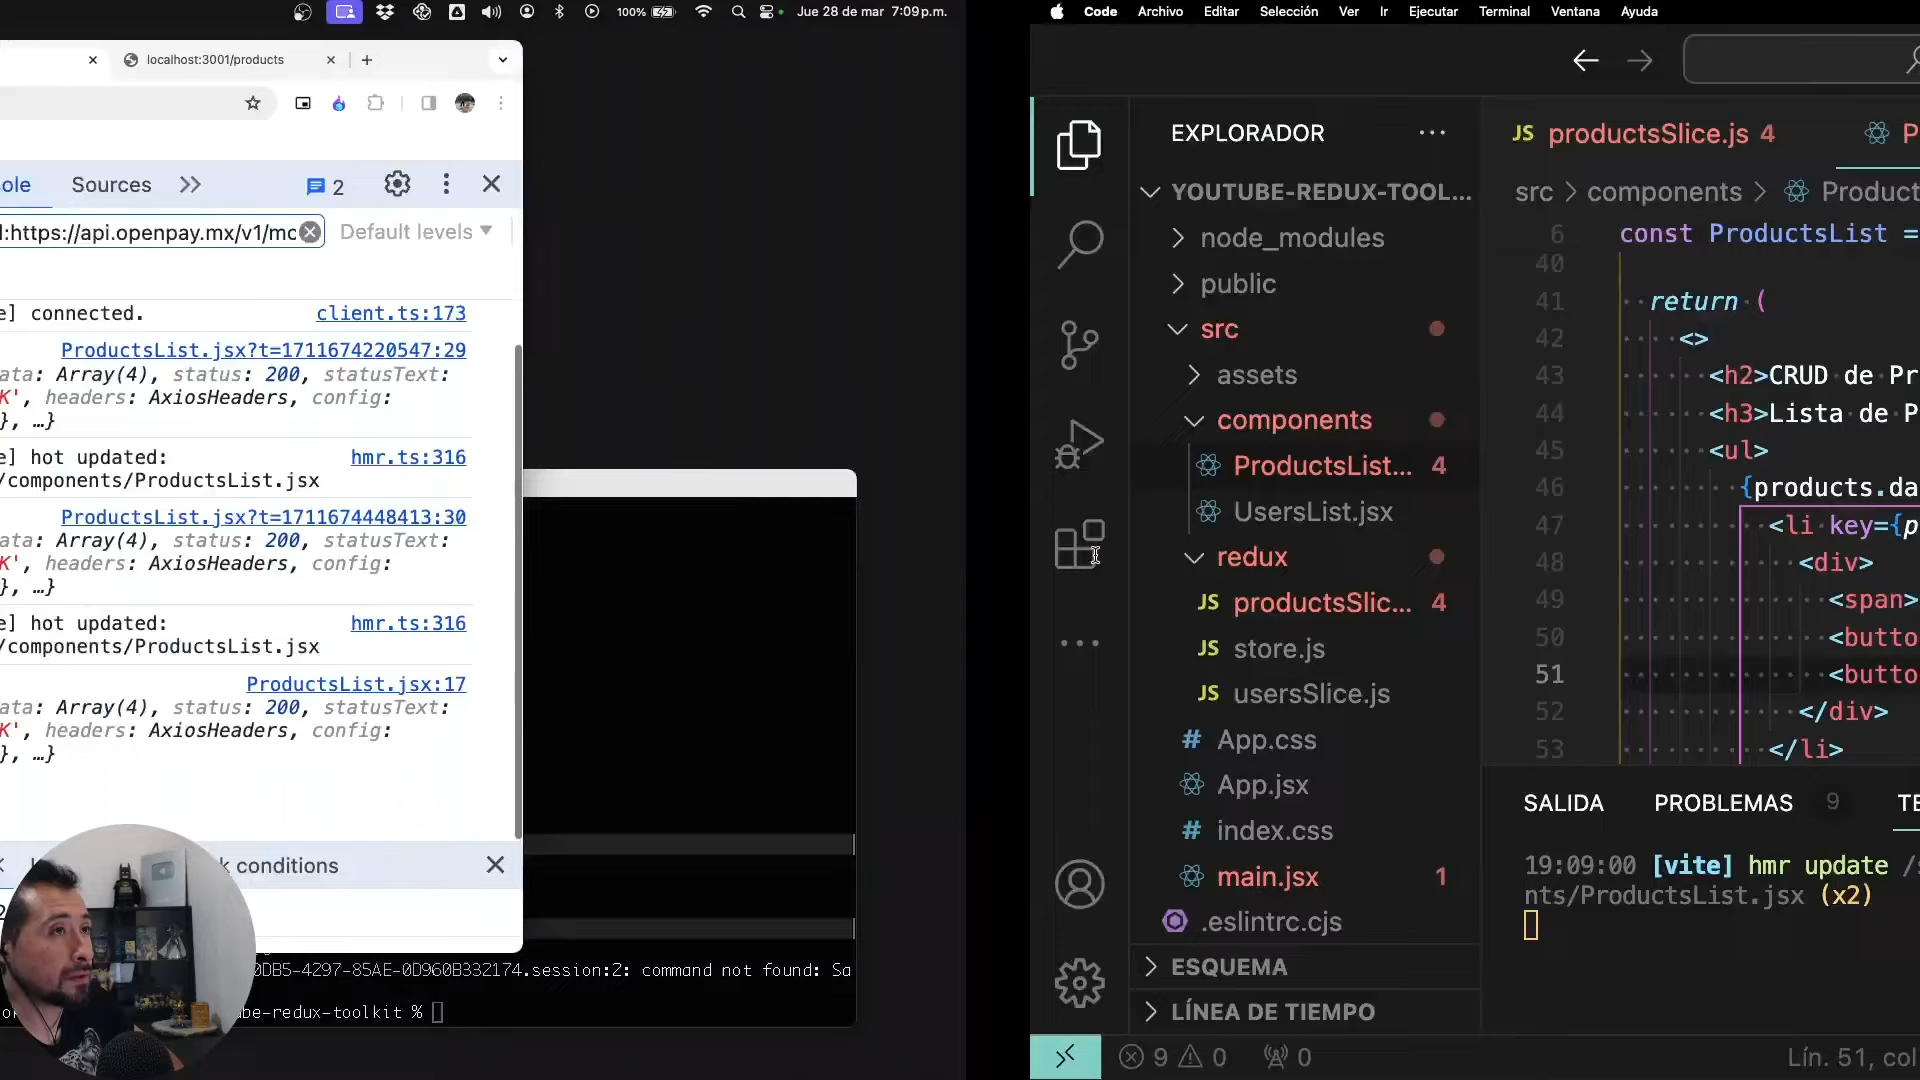 100%
Jue 28 de mar 7:09 p.m.
localhost:3001/products
Sources
2
l:https://api.openpay.mx/v1/mc
Default levels
e] connected.
client.ts:173
ProductsList.jsx?t=1711674220547:29
ata: Array(4), status: 200, statusText:
K', headers: AxiosHeaders, config:
}, …}
e] hot updated:
hmr.ts:316
/components/ProductsList.jsx
ProductsList.jsx?t=1711674448413:30
ata: Array(4), status: 200, statusText:
K', headers: AxiosHeaders, config:
}, …}
e] hot updated:
hmr.ts:316
/components/ProductsList.jsx
ProductsList.jsx:17
ata: Array(4), status: 200, statusText:
K', headers: AxiosHeaders, config:
}, …}
k conditions
0DB5-4297-85AE-0D960B332174.session:2: command not found: Sa
be-redux-toolkit %
Code Archivo Editar Selección Ver Ir Ejecutar Terminal Ventana Ayuda
EXPLORADOR
YOUTUBE-REDUX-TOOL...
node_modules
public
src
assets
components
ProductsList... 4
UsersList.jsx
redux
JS productsSlic... 4
JS store.js
JS usersSlice.js
# App.css
App.jsx
# index.css
main.jsx 1
.eslintrc.cjs
ESQUEMA
LÍNEA DE TIEMPO
JS productsSlice.js 4
P
src > components > Product
6 const ProductsList =
40
41 return (
42 <>
43 <h2>CRUD de Pr
44 <h3>Lista de P
45 <ul>
46 {products.da
47 <li key={p
48 <div>
49 <span>
50 <butto
51 <butto
52 </div>
53 </li>
SALIDA PROBLEMAS 9 TE
19:09:00 [vite] hmr update /s
nts/ProductsList.jsx (x2)
9 0 0
Lín. 51, col